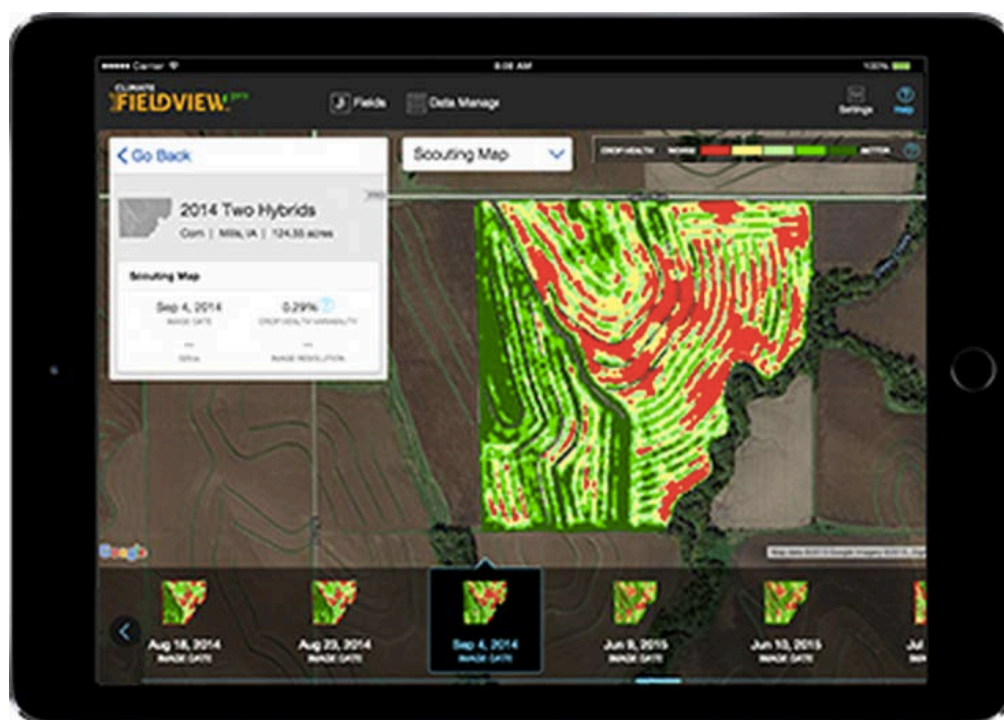 Carrier
8:08 AM
100%
CLIMATE
FIELDVIEW pro
Fields
Data Manage
Settings
Help
Go Back
Scouting Map
CROP HEALTH WORSE BETTER
2014 Two Hybrids
Corn | Mills, IA | 124.55 acres
Scouting Map
Sep 4, 2014
IMAGE DATE
0.29%
CROP HEALTH VARIABILITY
--
--
IMAGE RESOLUTION
Google
Aug 18, 2014
IMAGE DATE
Aug 23, 2014
IMAGE DATE
Sep 4, 2014
IMAGE DATE
Jun 9, 2015
IMAGE DATE
Jun 10, 2015
IMAGE DATE
Jul